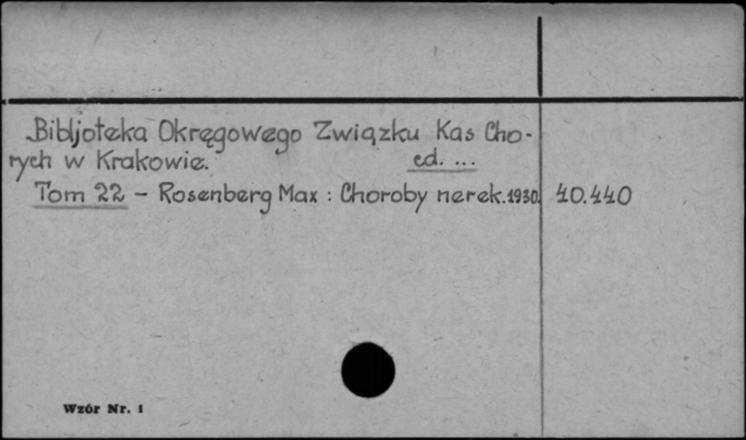 Bibljoteka Okręgowego Związku Kas Cho-
rych w Krakowie. cd. ...
Tom 22 - Rosenberg Max : Choroby nerek. 1930. 40.440
Wzór Nr. 1